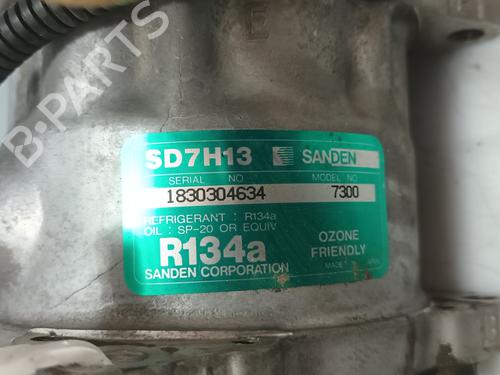 E
B-PARTS
SD7H13 SANDEN
SERIAL NO MODEL NO
1830304634 7300
REFRIGERANT : R134a
OIL : SP-20 OR EQUIV
R134a OZONE FRIENDLY
SANDEN CORPORATION MADE